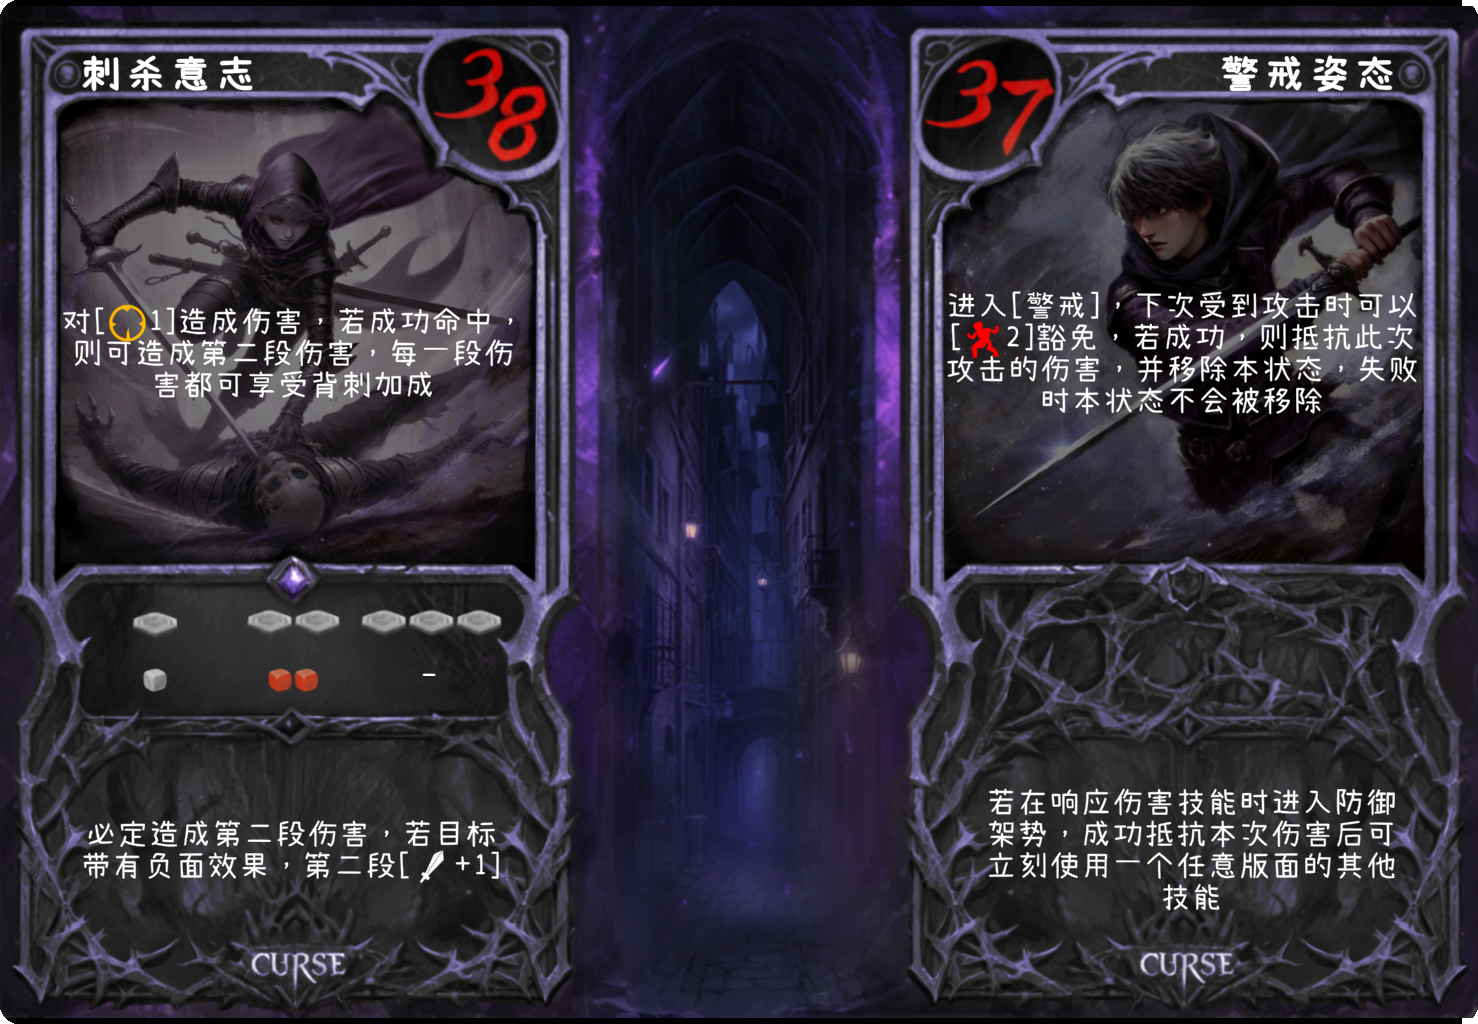 刺杀意志
38
对[1]造成伤害，若成功命中，
则可造成第二段伤害，每一段伤
害都可享受背刺加成
-
必定造成第二段伤害，若目标
带有负面效果，第二段[+1]
CURSE
警戒姿态
37
进入[警戒]，下次受到攻击时可以
[2]豁免，若成功，则抵抗此次
攻击的伤害，并移除本状态，失败
时本状态不会被移除
若在响应伤害技能时进入防御
架势，成功抵抗本次伤害后可
立刻使用一个任意版面的其他
技能
CURSE